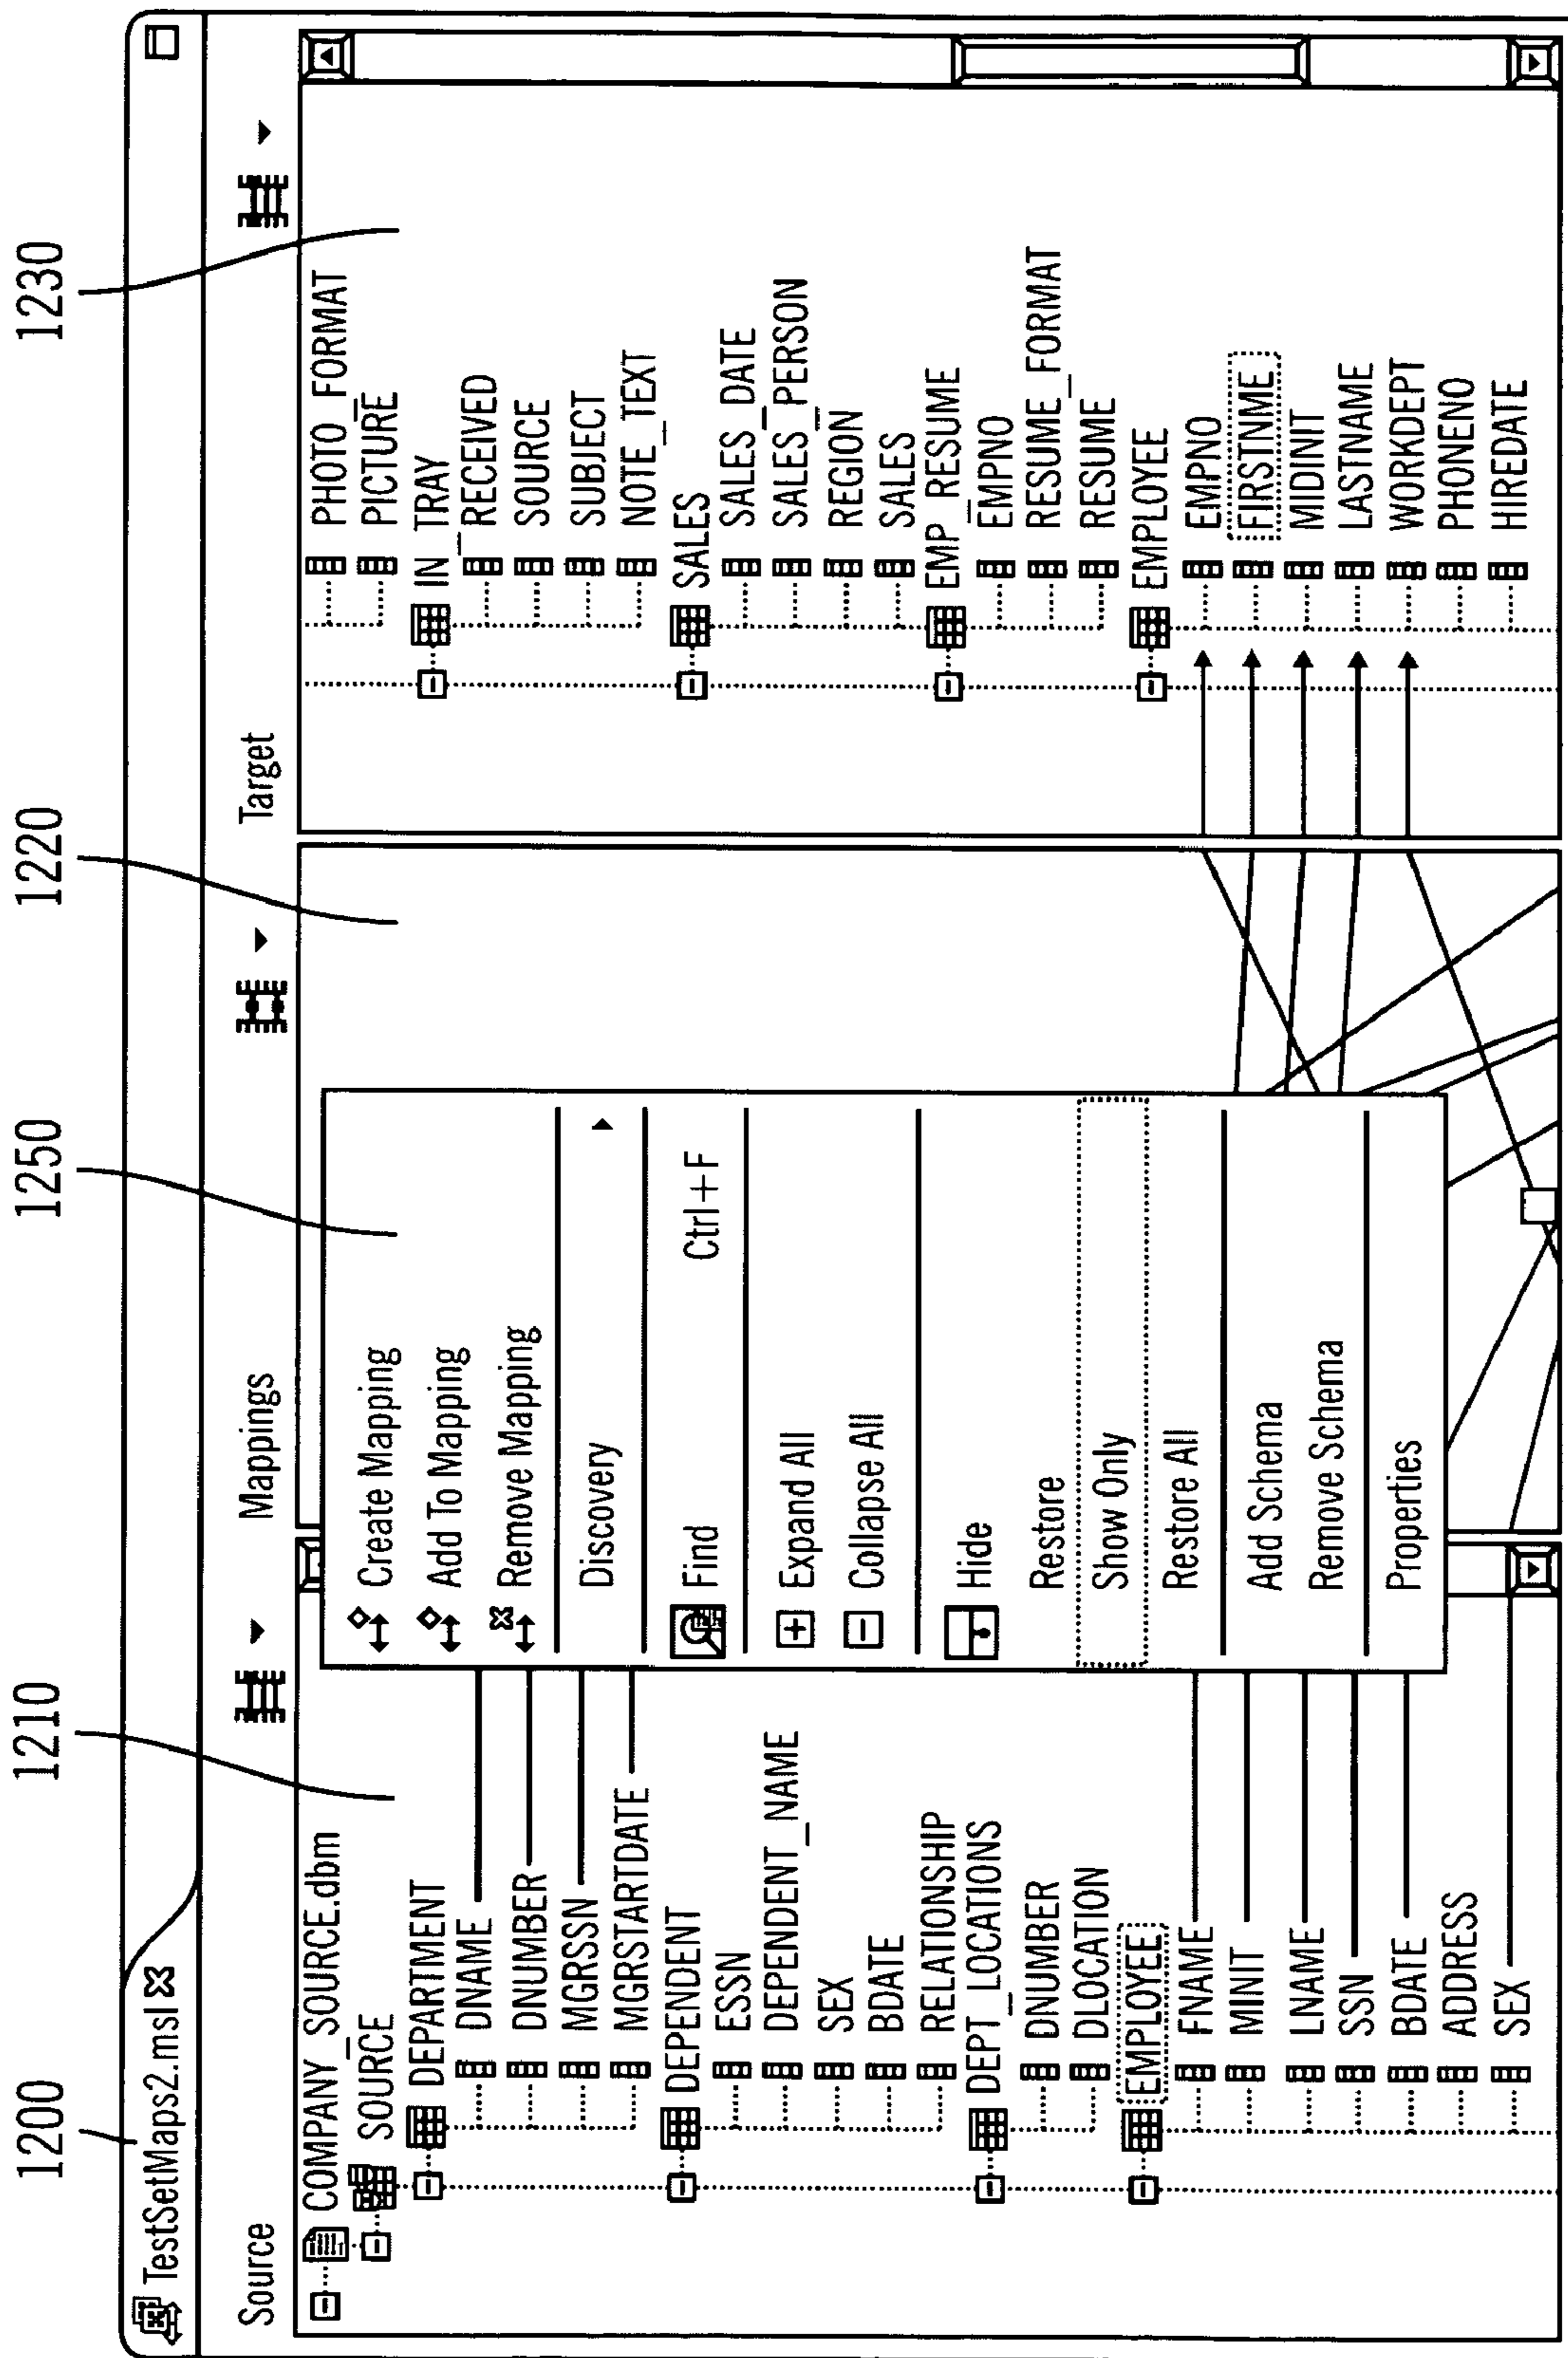 1200
1210
1250
1220
1230
TestSetMaps2.msl
Source
Mappings
Target
COMPANY_SOURCE.dbm
SOURCE
DEPARTMENT
DNAME
DNUMBER
MGRSSN
MGRSTARTDATE
DEPENDENT
ESSN
DEPENDENT_NAME
SEX
BDATE
RELATIONSHIP
DEPT_LOCATIONS
DNUMBER
DLOCATION
EMPLOYEE
FNAME
MINIT
LNAME
SSN
BDATE
ADDRESS
SEX
Create Mapping
Add To Mapping
Remove Mapping
Discovery
Find Ctrl+F
Expand All
Collapse All
Hide
Restore
Show Only
Restore All
Add Schema
Remove Schema
Properties
PHOTO_FORMAT
PICTURE
IN_TRAY
RECEIVED
SOURCE
SUBJECT
NOTE_TEXT
SALES
SALES_DATE
SALES_PERSON
REGION
SALES
EMP_RESUME
EMPNO
RESUME_FORMAT
RESUME
EMPLOYEE
EMPNO
FIRSTNME
MIDINIT
LASTNAME
WORKDEPT
PHONENO
HIREDATE